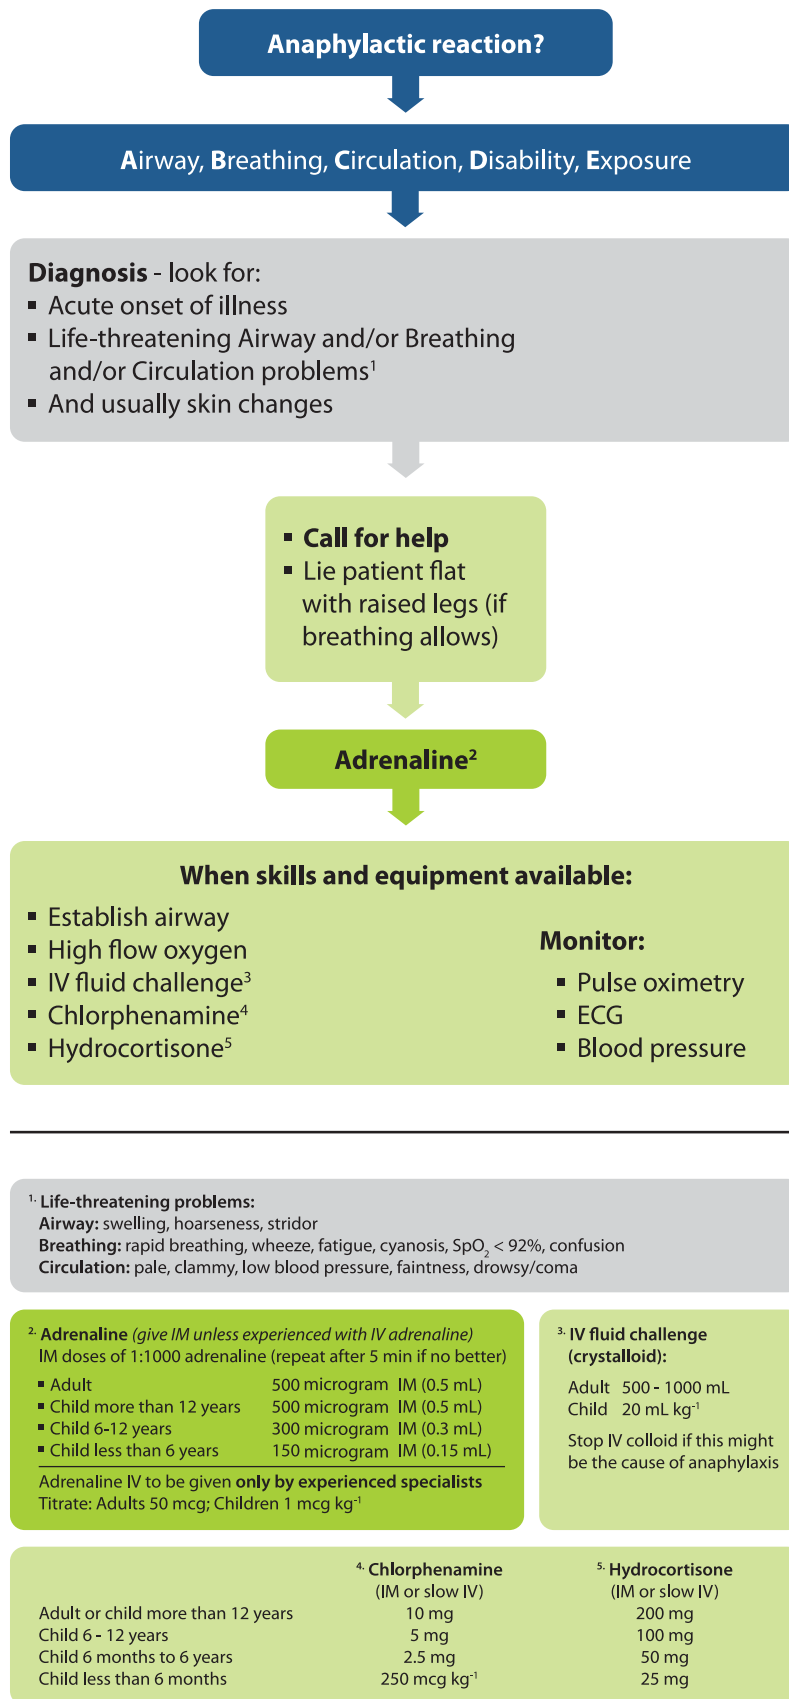 Anaphylactic reaction?
Airway, Breathing, Circulation, Disability, Exposure
Diagnosis - look for:
▪ Acute onset of illness
▪ Life-threatening Airway and/or Breathing
and/or Circulation problems¹
▪ And usually skin changes
▪ Call for help
▪ Lie patient flat
with raised legs (if
breathing allows)
Adrenaline²
When skills and equipment available:
▪ Establish airway
▪ High flow oxygen
▪ IV fluid challenge³
▪ Chlorphenamine⁴
▪ Hydrocortisone⁵
Monitor:
▪ Pulse oximetry
▪ ECG
▪ Blood pressure
¹· Life-threatening problems:
Airway: swelling, hoarseness, stridor
Breathing: rapid breathing, wheeze, fatigue, cyanosis, SpO₂ < 92%, confusion
Circulation: pale, clammy, low blood pressure, faintness, drowsy/coma
²· Adrenaline (give IM unless experienced with IV adrenaline)
IM doses of 1:1000 adrenaline (repeat after 5 min if no better)
▪ Adult 500 microgram IM (0.5 mL)
▪ Child more than 12 years 500 microgram IM (0.5 mL)
▪ Child 6-12 years 300 microgram IM (0.3 mL)
▪ Child less than 6 years 150 microgram IM (0.15 mL)
Adrenaline IV to be given only by experienced specialists
Titrate: Adults 50 mcg; Children 1 mcg kg⁻¹
³· IV fluid challenge
(crystalloid):
Adult 500 - 1000 mL
Child 20 mL kg⁻¹
Stop IV colloid if this might
be the cause of anaphylaxis
⁴· Chlorphenamine ⁵· Hydrocortisone
(IM or slow IV) (IM or slow IV)
Adult or child more than 12 years 10 mg 200 mg
Child 6 - 12 years 5 mg 100 mg
Child 6 months to 6 years 2.5 mg 50 mg
Child less than 6 months 250 mcg kg⁻¹ 25 mg